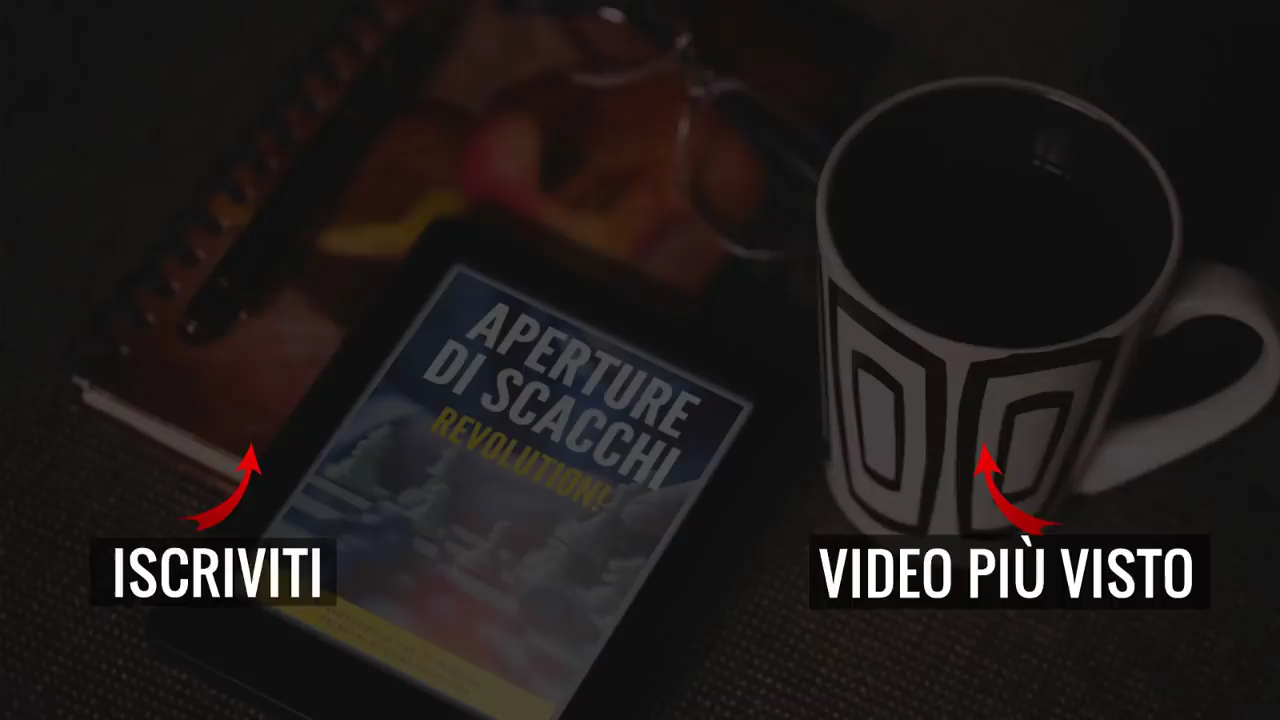 APERTURE
DI SCACCHI
REVOLUTION!
ISCRIVITI
VIDEO PIÙ VISTO